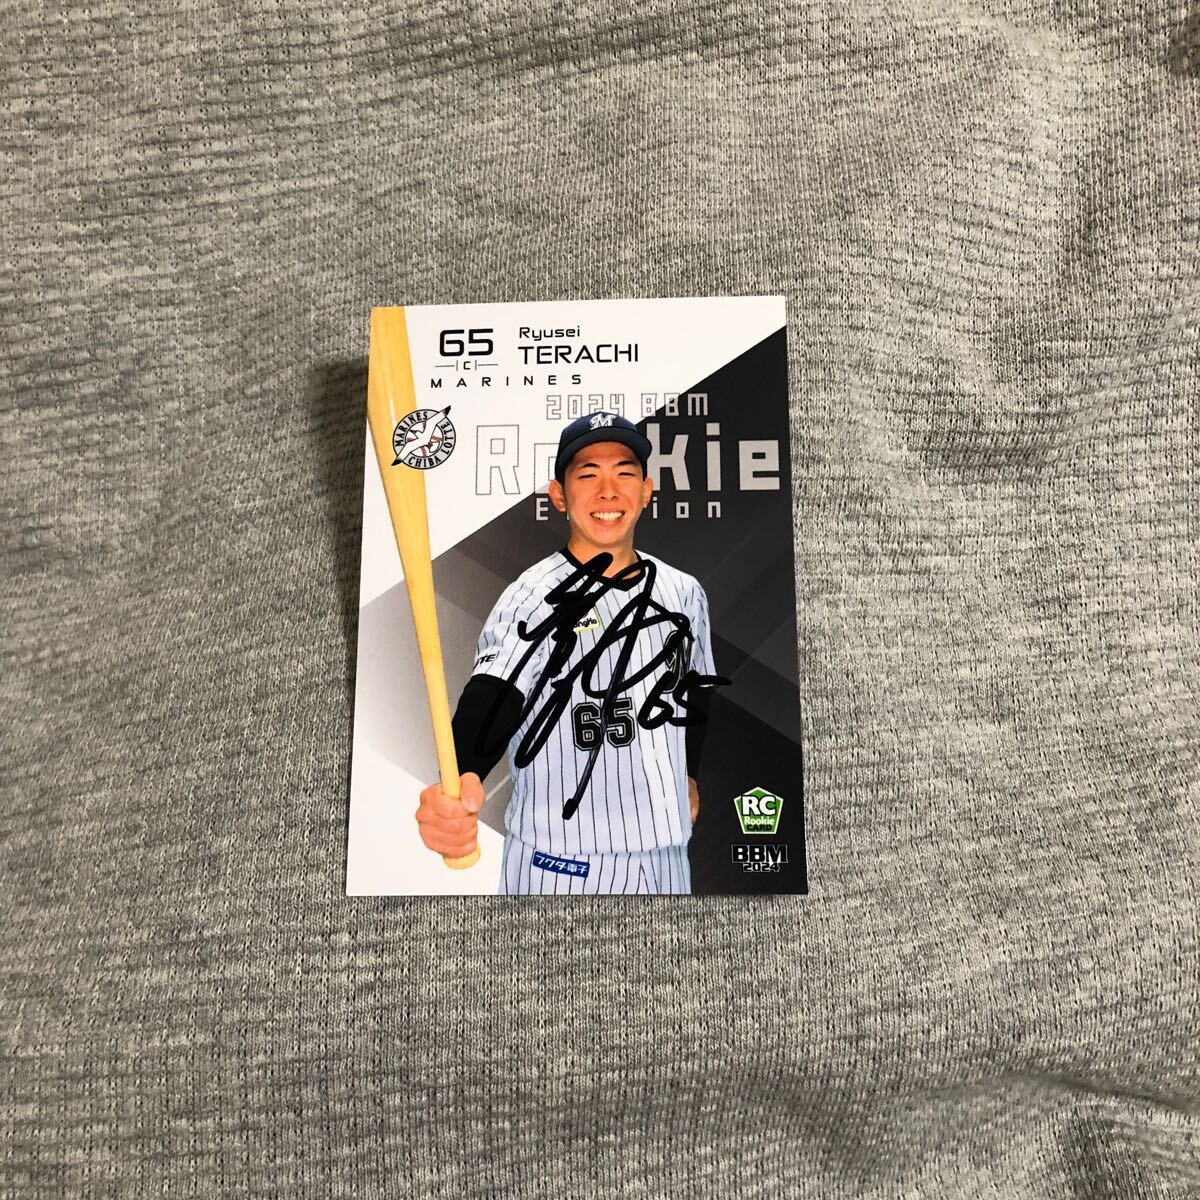 65
Ryusei
TERACHI
C
MARINES
2024 BBM
MARINES
CHIBA LOTTE
Rookie
Edition
M
65
65
フクダ電子
RC
Rookie
CARD
BBM
2024